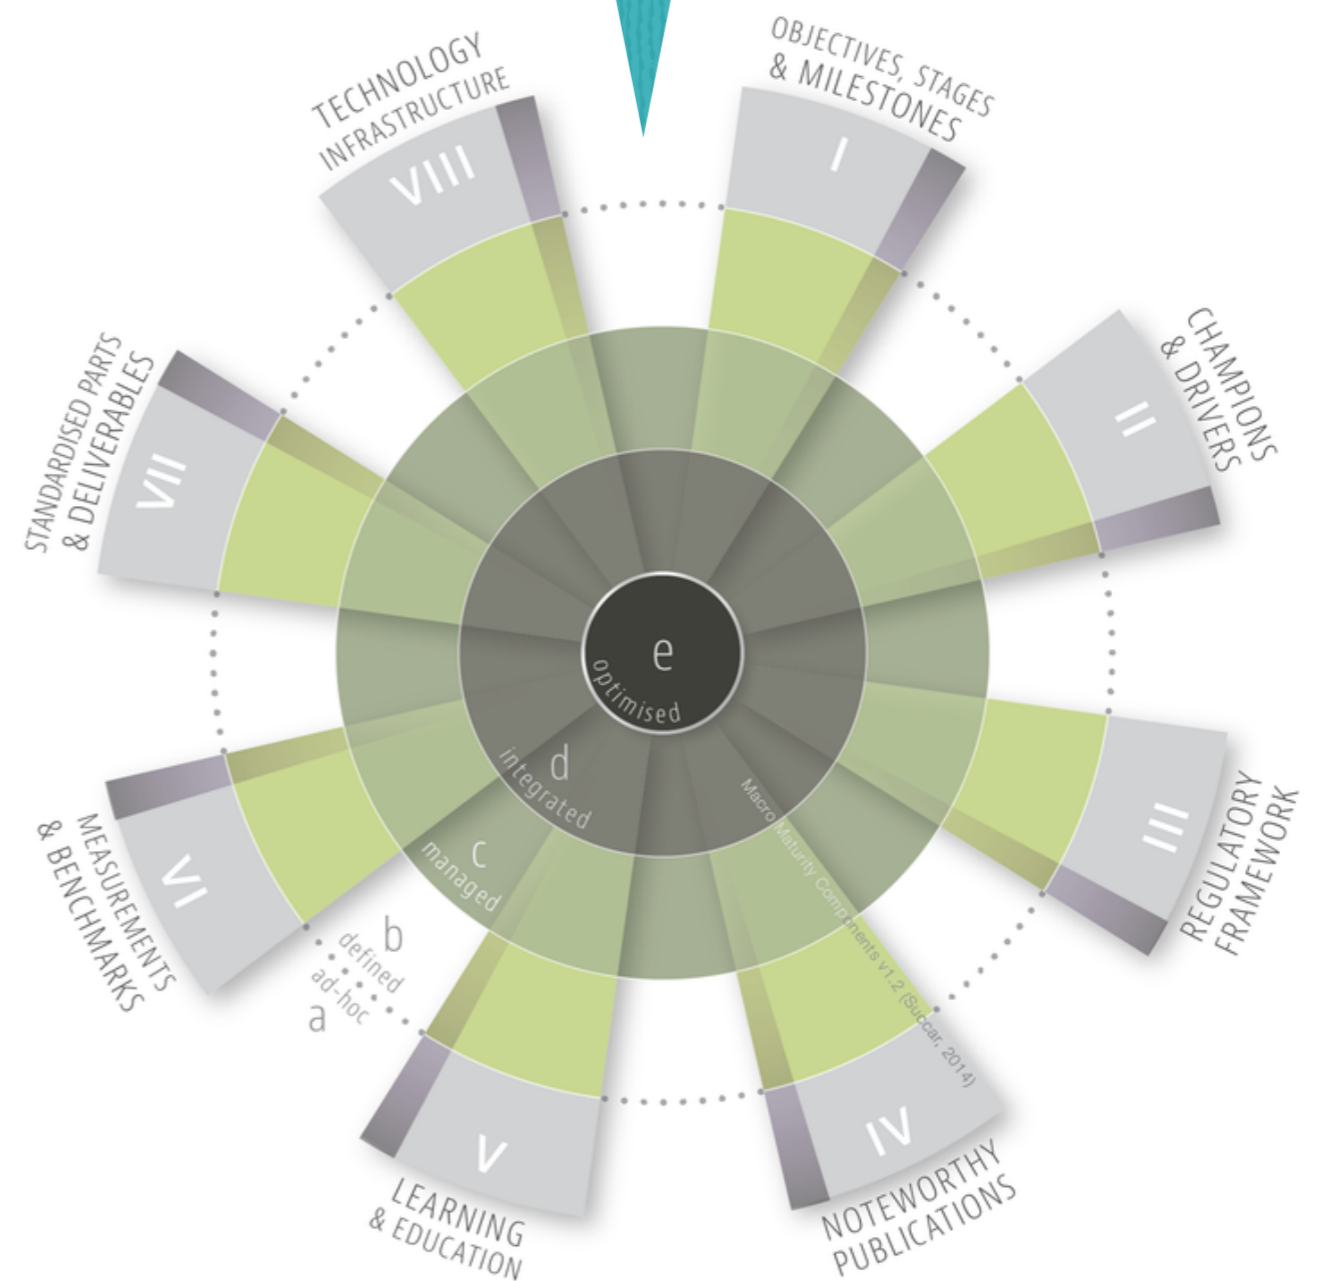 OBJECTIVES, STAGES
& MILESTONES
I
CHAMPIONS
& DRIVERS
II
REGULATORY
FRAMEWORK
III
NOTEWORTHY
PUBLICATIONS
IV
LEARNING
& EDUCATION
V
MEASUREMENTS
& BENCHMARKS
VI
STANDARDISED PARTS
& DELIVERABLES
VII
TECHNOLOGY
INFRASTRUCTURE
VIII
e
optimised
d
integrated
c
managed
b
defined
ad-hoc
a
Macro Maturity Components v1.2 (Succar, 2014)